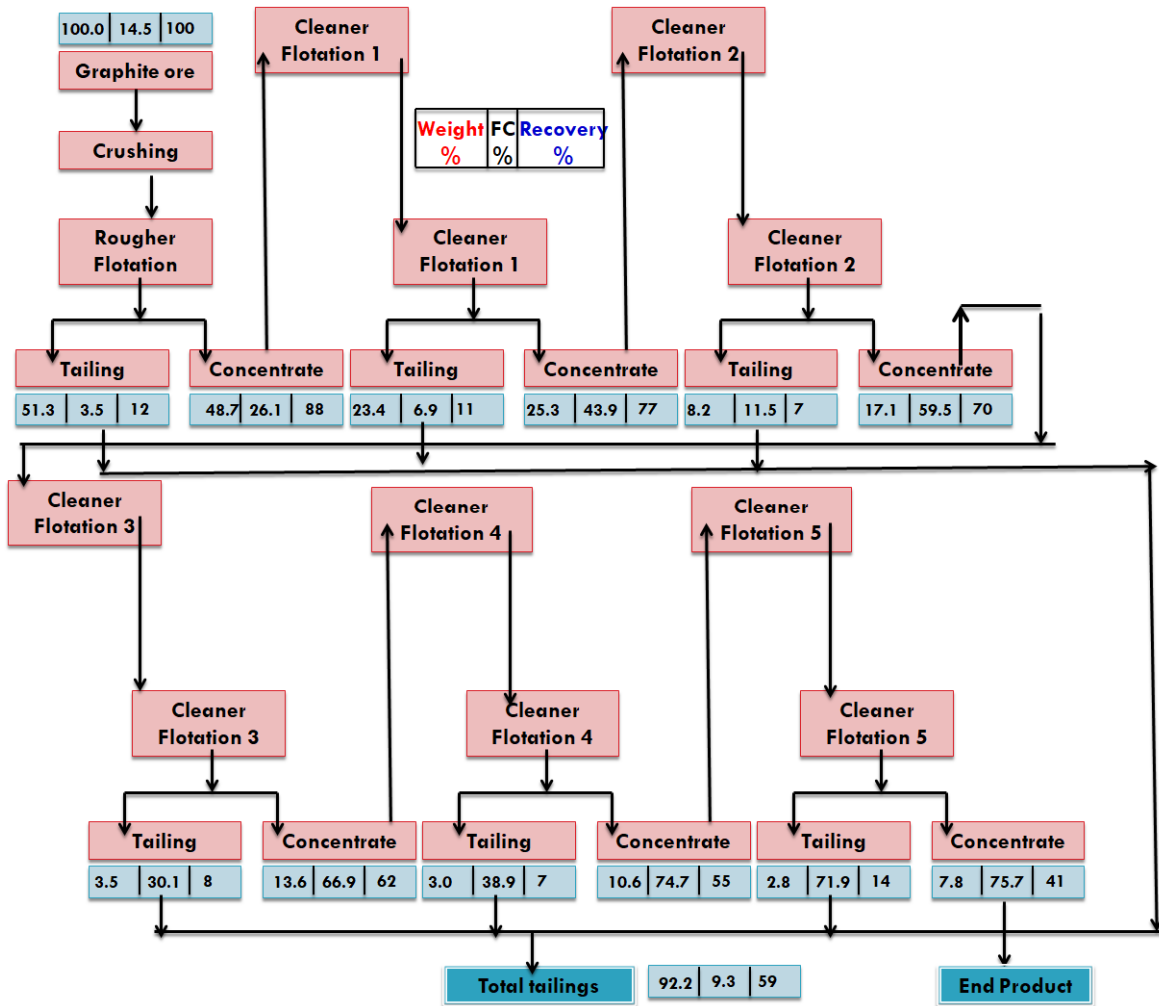 100.0 14.5 100
Graphite ore
Crushing
Rougher
Flotation
Cleaner
Flotation 1
Cleaner
Flotation 2
Weight FC Recovery
% % %
Cleaner
Flotation 1
Cleaner
Flotation 2
Tailing
51.3 3.5 12
Concentrate
48.7 26.1 88
Tailing
23.4 6.9 11
Concentrate
25.3 43.9 77
Tailing
8.2 11.5 7
Concentrate
17.1 59.5 70
Cleaner
Flotation 3
Cleaner
Flotation 4
Cleaner
Flotation 5
Cleaner
Flotation 3
Cleaner
Flotation 4
Cleaner
Flotation 5
Tailing
3.5 30.1 8
Concentrate
13.6 66.9 62
Tailing
3.0 38.9 7
Concentrate
10.6 74.7 55
Tailing
2.8 71.9 14
Concentrate
7.8 75.7 41
Total tailings
92.2 9.3 59
End Product